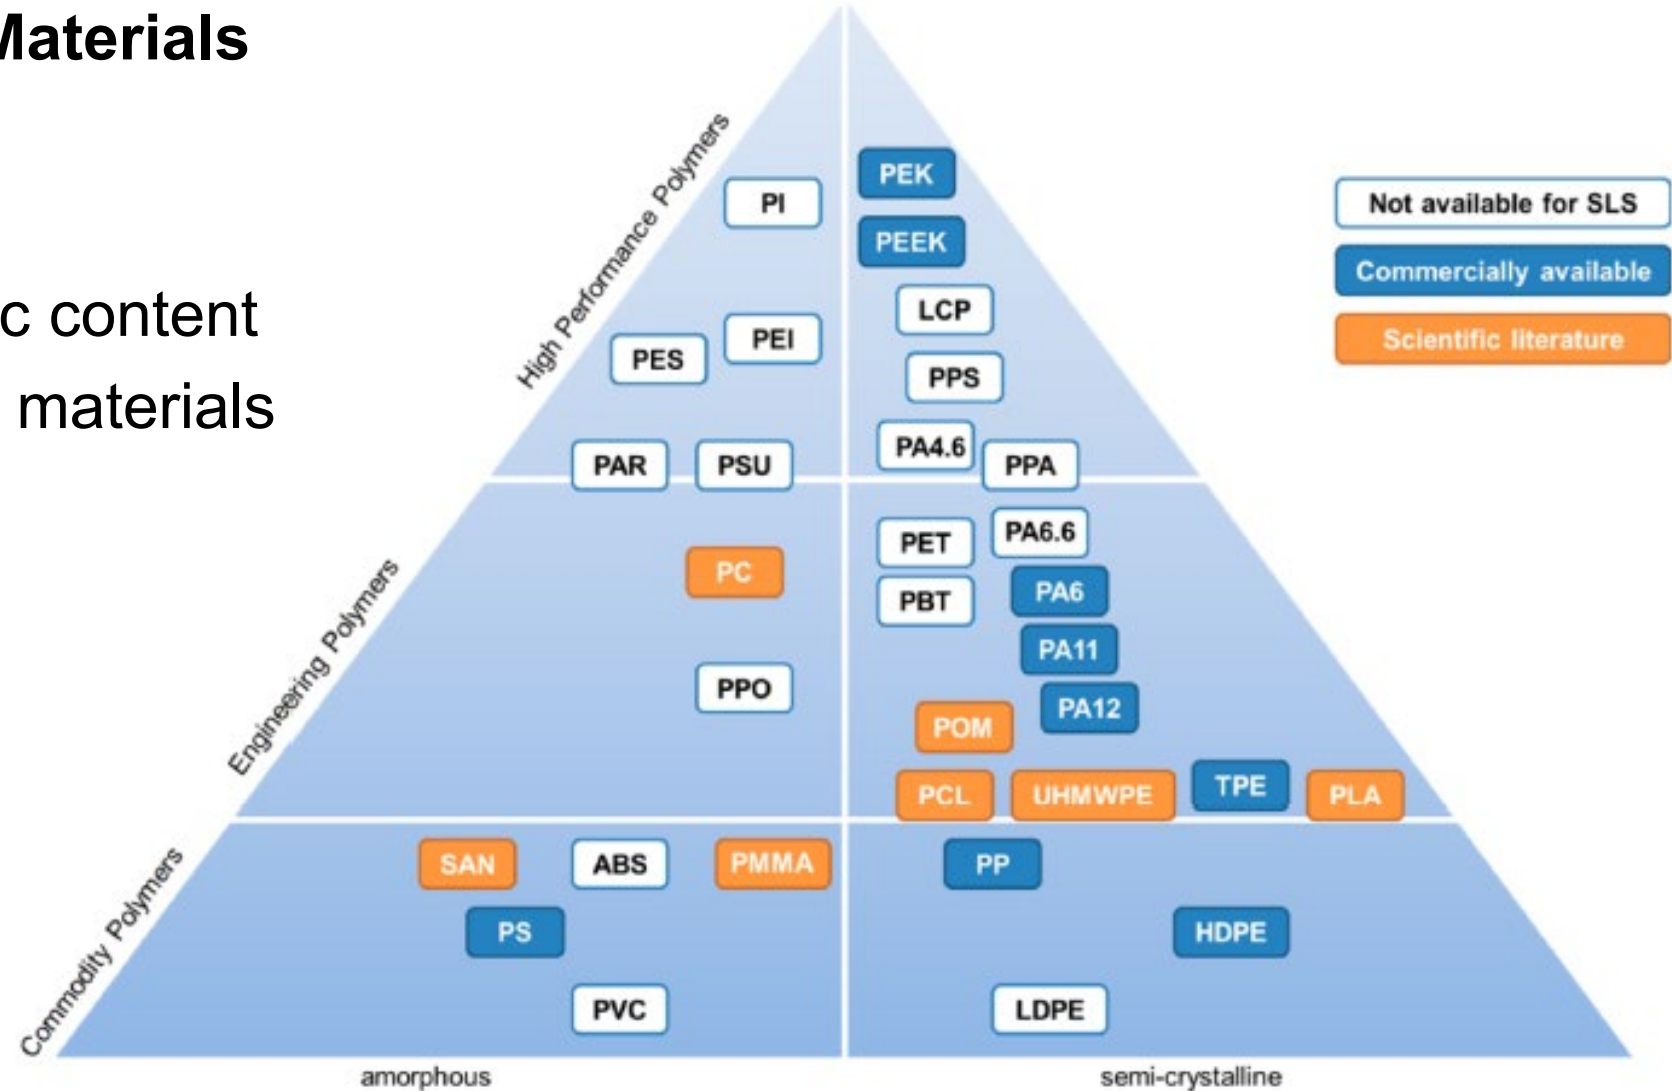 Materials
c content
materials
High Performance Polymers
PI
PEI
PES
PAR
PSU
PEK
PEEK
LCP
PPS
PA4.6
PPA
Not available for SLS
Commercially available
Scientific literature
Engineering Polymers
PC
PPO
PET
PA6.6
PBT
PA6
PA11
PA12
POM
PCL
UHMWPE
TPE
PLA
Commodity Polymers
SAN
ABS
PMMA
PS
PVC
PP
HDPE
LDPE
amorphous
semi-crystalline